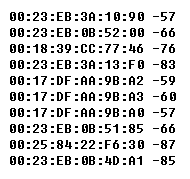 00:23:EB:3A:10:90 -57
00:23:EB:0B:52:00 -66
00:18:39:CC:77:46 -76
00:23:EB:3A:13:F0 -83
00:17:DF:AA:9B:A2 -59
00:17:DF:AA:9B:A3 -60
00:17:DF:AA:9B:A0 -57
00:23:EB:0B:51:85 -66
00:25:84:22:F6:30 -87
00:23:EB:0B:4D:A1 -85